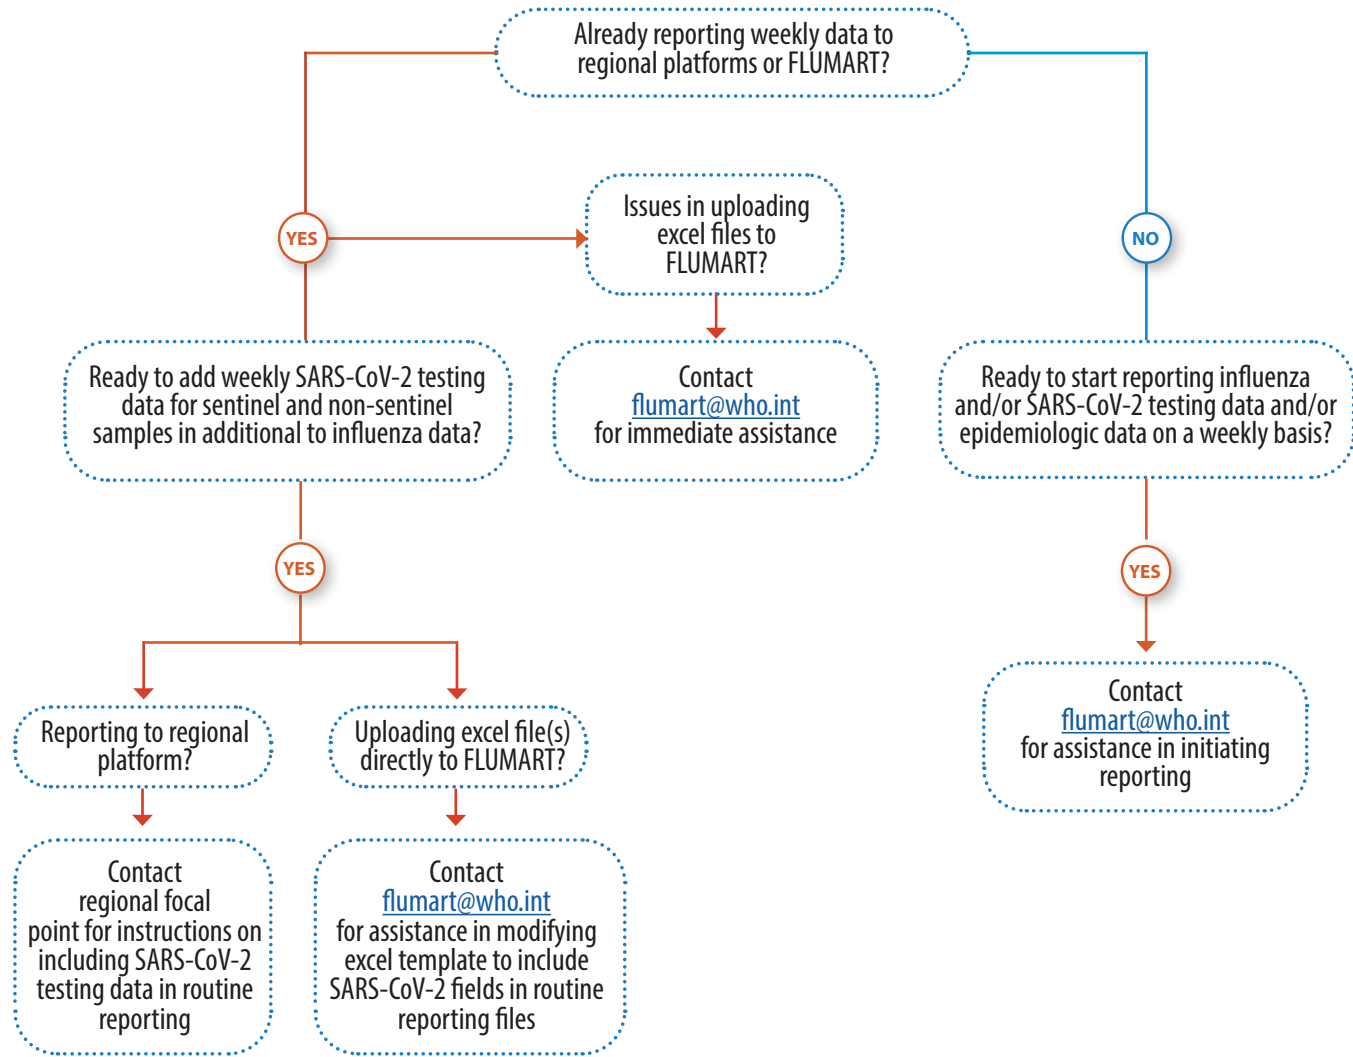 Already reporting weekly data to
regional platforms or FLUMART?
YES
Issues in uploading
excel files to
FLUMART?
NO
Ready to add weekly SARS-CoV-2 testing
data for sentinel and non-sentinel
samples in additional to influenza data?
Contact
flumart@who.int
for immediate assistance
Ready to start reporting influenza
and/or SARS-CoV-2 testing data and/or
epidemiologic data on a weekly basis?
YES
YES
Reporting to regional
platform?
Uploading excel file(s)
directly to FLUMART?
Contact
flumart@who.int
for assistance in initiating
reporting
Contact
regional focal
point for instructions on
including SARS-CoV-2
testing data in routine
reporting
Contact
flumart@who.int
for assistance in modifying
excel template to include
SARS-CoV-2 fields in routine
reporting files